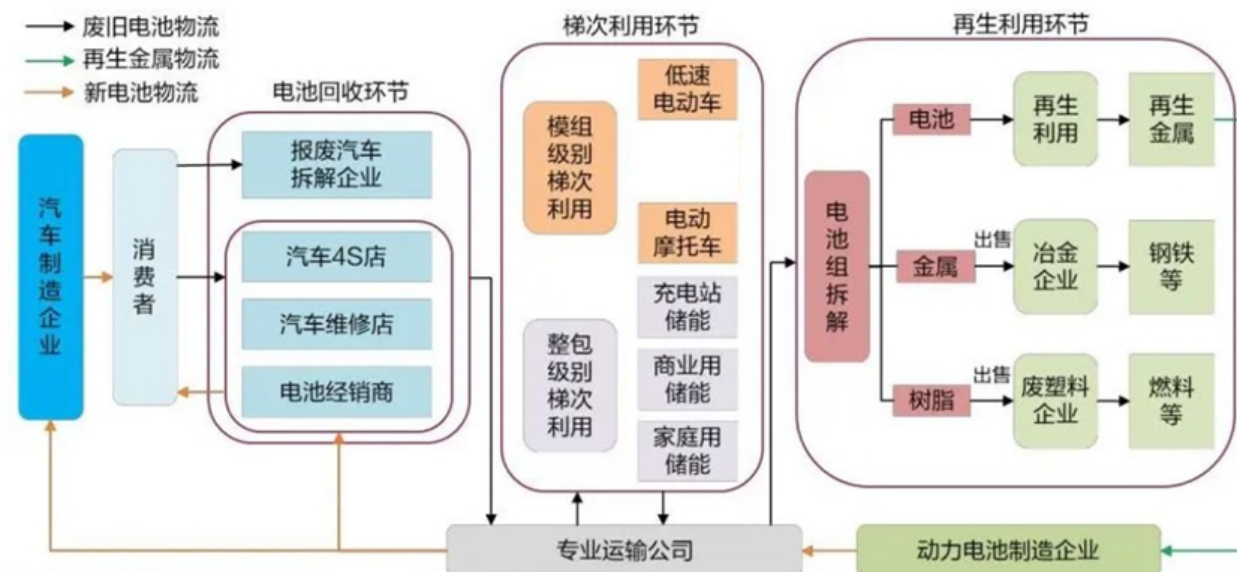 废旧电池物流
再生金属物流
新电池物流
汽车制造企业
消费者
电池回收环节
报废汽车
拆解企业
汽车4S店
汽车维修店
电池经销商
梯次利用环节
模组
级别
梯次
利用
低速
电动车
电动
摩托车
整包
级别
梯次
利用
充电站
储能
商业用
储能
家庭用
储能
再生利用环节
电池组拆解
电池
再生
利用
再生
金属
金属
出售
冶金
企业
钢铁
等
树脂
出售
废塑料
企业
燃料
等
专业运输公司
动力电池制造企业